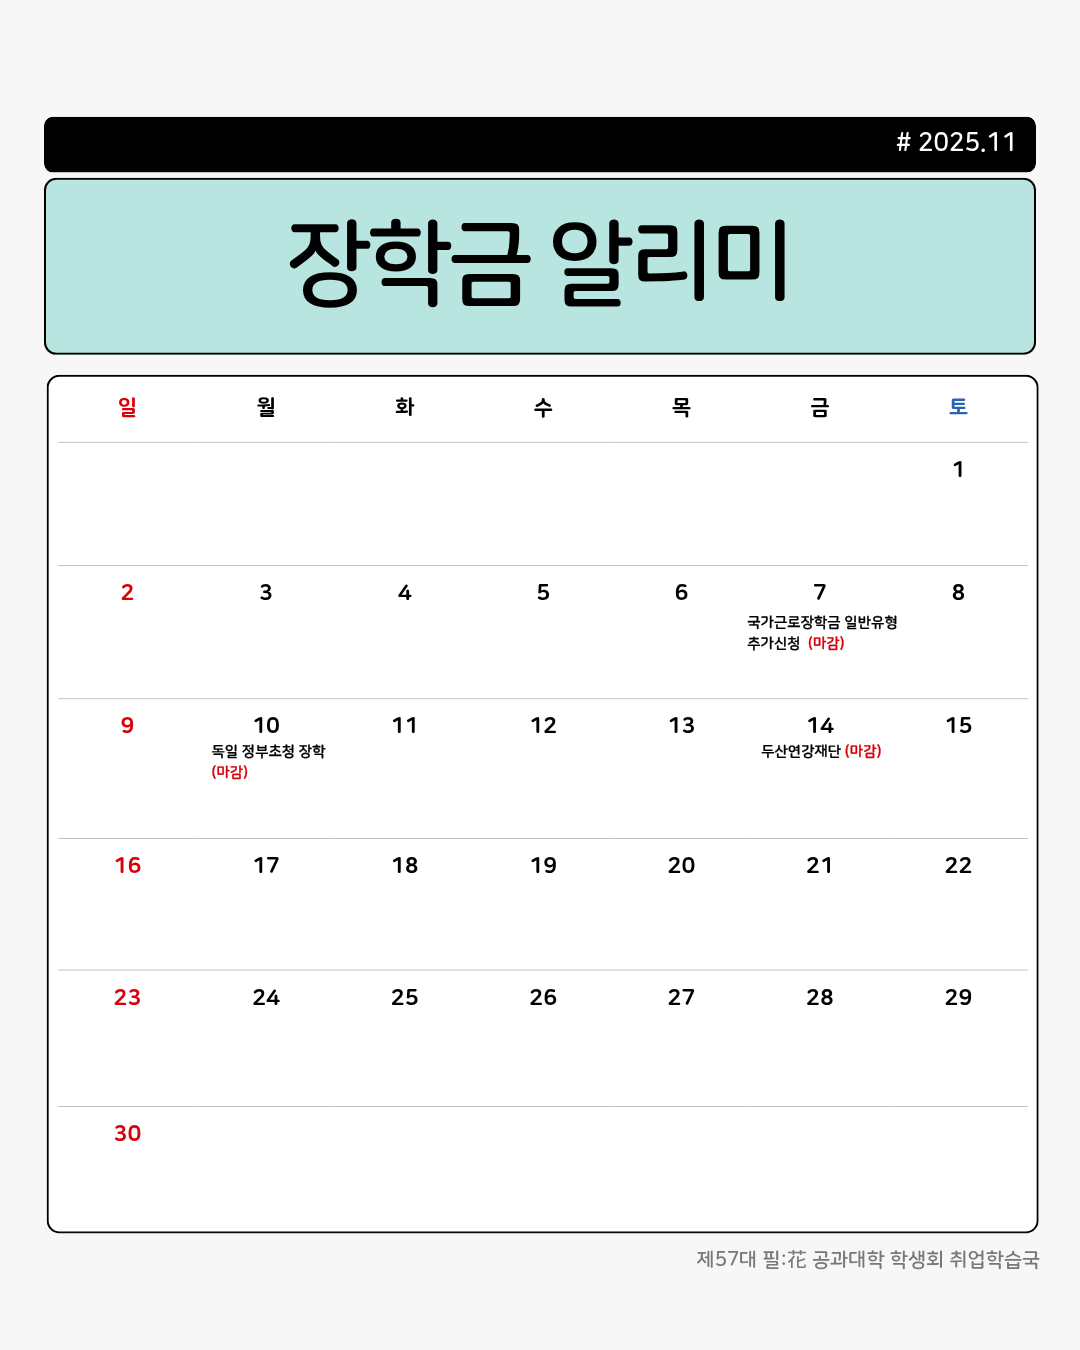 # 2025.11
장학금 알리미
일 월 화 수 목 금 토
1
2 3 4 5 6 7 8
국가근로장학금 일반유형
추가신청 (마감)
9 10 11 12 13 14 15
독일 정부초청 장학
(마감)
두산연강재단 (마감)
16 17 18 19 20 21 22
23 24 25 26 27 28 29
30
제57대 필:花 공과대학 학생회 취업학습국